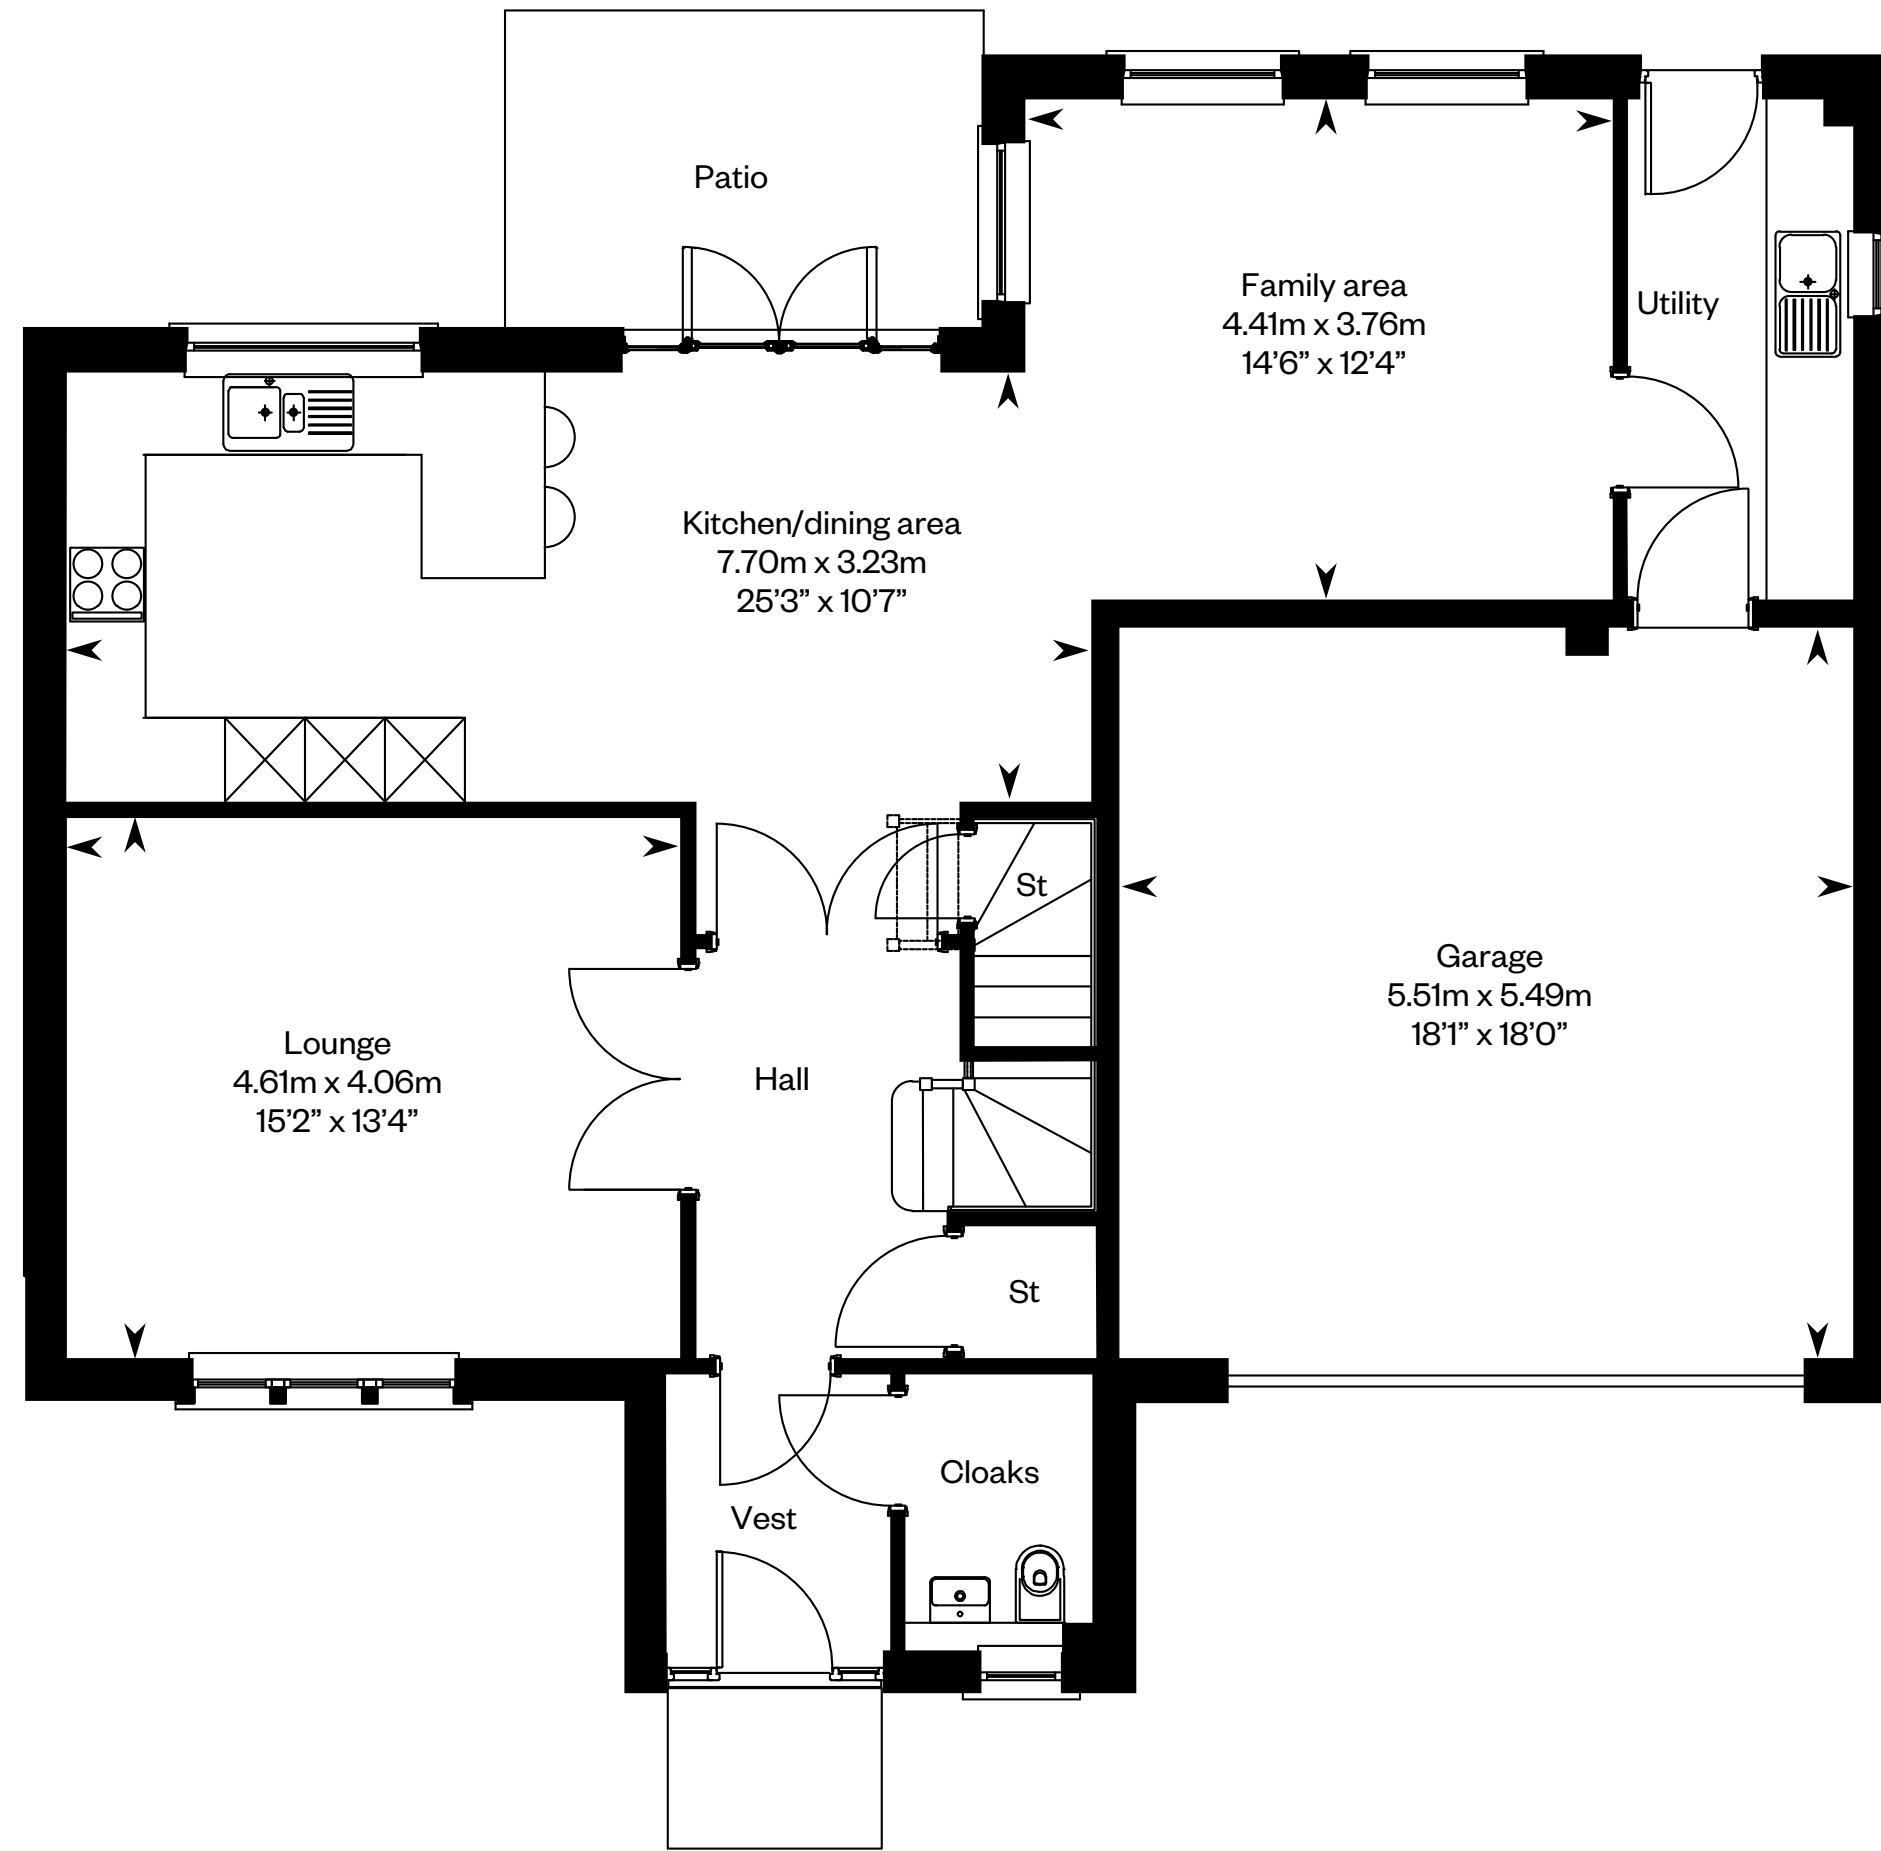 Patio
Family area
4.41m x 3.76m
14’6” x 12’4”
Utility
Kitchen/dining area
7.70m x 3.23m
25’3” x 10’7”
St
Garage
5.51m x 5.49m
18’1” x 18’0”
Lounge
4.61m x 4.06m
15’2” x 13’4”
Hall
St
Cloaks
Vest